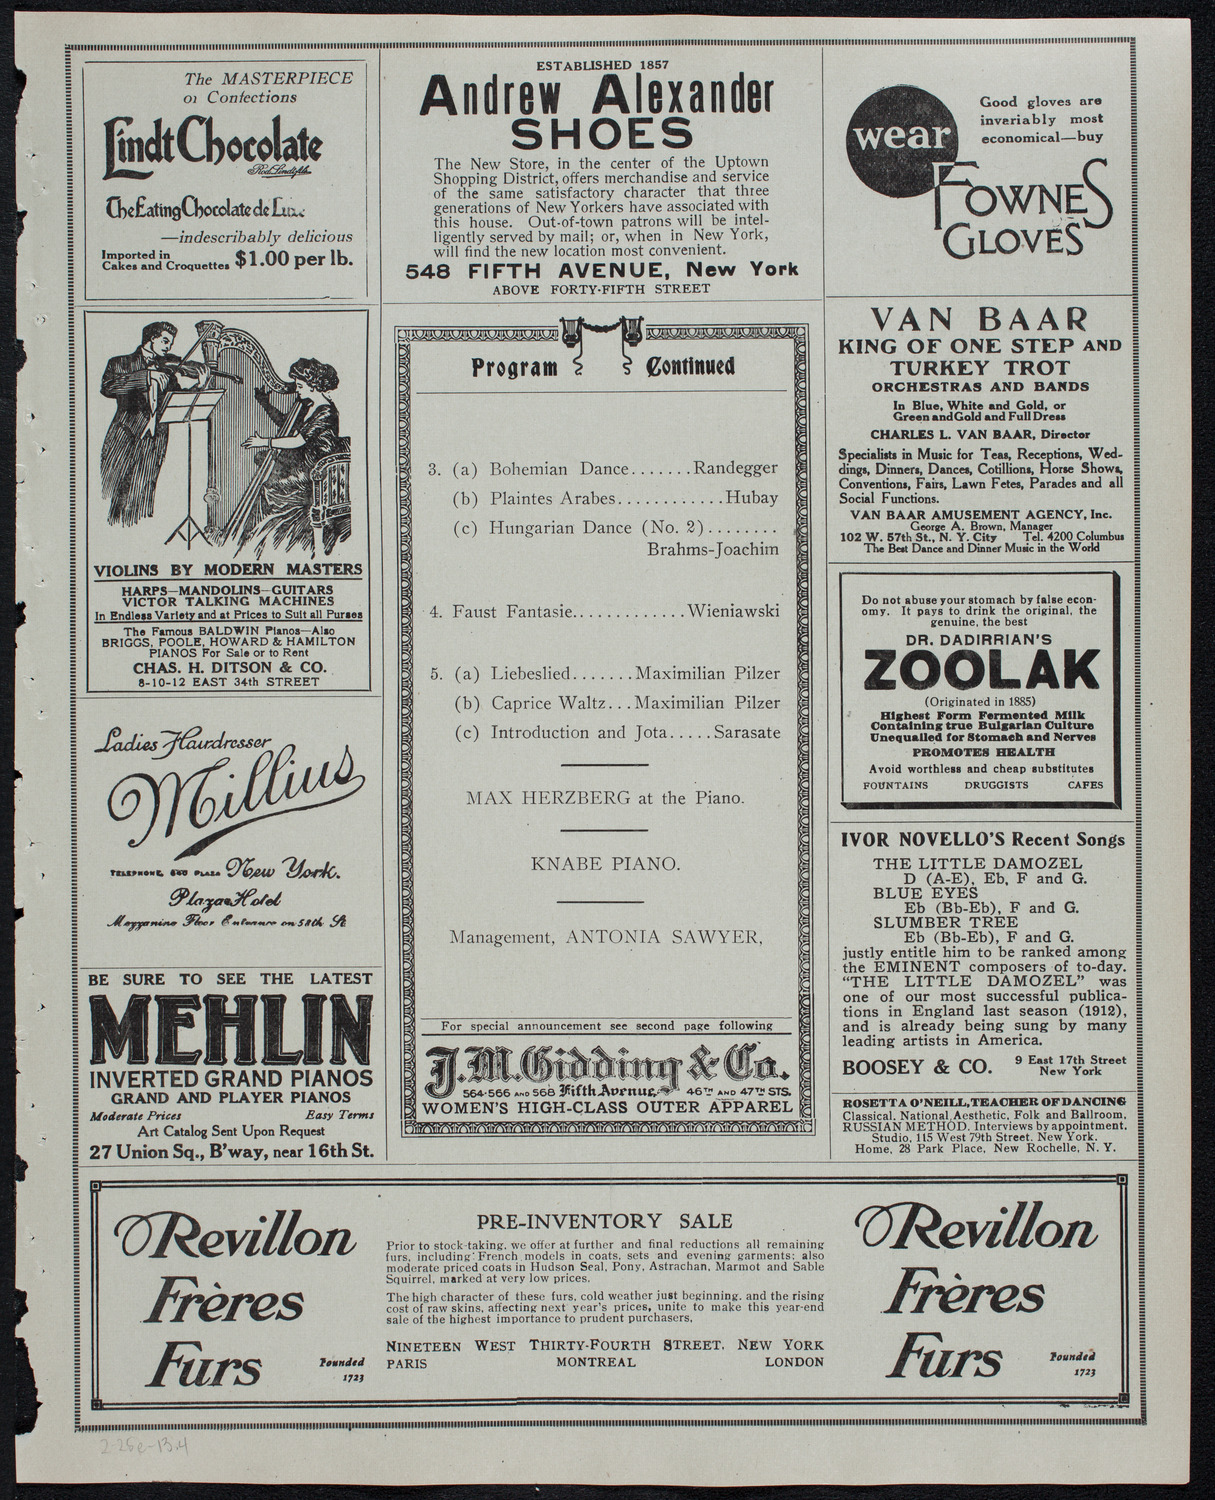 The MASTERPIECE
of Confections
Lindt Chocolate
Rod. Lindt fils
The Eating Chocolate de Luxe
—indescribably delicious
Imported in
Cakes and Croquettes $1.00 per lb.
VIOLINS BY MODERN MASTERS
HARPS—MANDOLINS—GUITARS
VICTOR TALKING MACHINES
In Endless Variety and at Prices to Suit all Purses
The Famous BALDWIN Pianos—Also
BRIGGS, POOLE, HOWARD & HAMILTON
PIANOS For Sale or to Rent
CHAS. H. DITSON & CO.
8-10-12 EAST 34th STREET
Ladies Hairdresser
Millius
TELEPHONE, 640 PLAZA New York.
Plaza Hotel
Mezzanine Floor Entrance on 58th St
BE SURE TO SEE THE LATEST
MEHLIN
INVERTED GRAND PIANOS
GRAND AND PLAYER PIANOS
Moderate Prices Easy Terms
Art Catalog Sent Upon Request
27 Union Sq., B'way, near 16th St.
ESTABLISHED 1857
Andrew Alexander
SHOES
The New Store, in the center of the Uptown
Shopping District, offers merchandise and service
of the same satisfactory character that three
generations of New Yorkers have associated with
this house. Out-of-town patrons will be intel-
ligently served by mail; or, when in New York,
will find the new location most convenient.
548 FIFTH AVENUE, New York
ABOVE FORTY-FIFTH STREET
Program Continued
3. (a) Bohemian Dance.......Randegger
(b) Plaintes Arabes............Hubay
(c) Hungarian Dance (No. 2)........
Brahms-Joachim
4. Faust Fantasie.............Wieniawski
5. (a) Liebeslied.......Maximilian Pilzer
(b) Caprice Waltz...Maximilian Pilzer
(c) Introduction and Jota.....Sarasate
MAX HERZBERG at the Piano.
KNABE PIANO.
Management, ANTONIA SAWYER,
For special announcement see second page following
J.M. Gidding & Co.
564-566 AND 568 Fifth Avenue, 46TH AND 47TH STS.
WOMEN'S HIGH-CLASS OUTER APPAREL
wear
Good gloves are
inveriably most
economical—buy
FOWNES
GLOVES
VAN BAAR
KING OF ONE STEP AND
TURKEY TROT
ORCHESTRAS AND BANDS
In Blue, White and Gold, or
Green and Gold and Full Dress
CHARLES L. VAN BAAR, Director
Specialists in Music for Teas, Receptions, Wed-
dings, Dinners, Dances, Cotillions, Horse Shows,
Conventions, Fairs, Lawn Fetes, Parades and all
Social Functions.
VAN BAAR AMUSEMENT AGENCY, Inc.
George A. Brown, Manager
102 W. 57th St., N. Y. City Tel. 4200 Columbus
The Best Dance and Dinner Music in the World
Do not abuse your stomach by false econ-
omy. It pays to drink the original, the
genuine, the best
DR. DADIRRIAN'S
ZOOLAK
(Originated in 1885)
Highest Form Fermented Milk
Containing true Bulgarian Culture
Unequalled for Stomach and Nerves
PROMOTES HEALTH
Avoid worthless and cheap substitutes
FOUNTAINS DRUGGISTS CAFES
IVOR NOVELLO'S Recent Songs
THE LITTLE DAMOZEL
D (A-E), Eb, F and G.
BLUE EYES
Eb (Bb-Eb), F and G.
SLUMBER TREE
Eb (Bb-Eb), F and G.
justly entitle him to be ranked among
the EMINENT composers of to-day.
"THE LITTLE DAMOZEL" was
one of our most successful publica-
tions in England last season (1912),
and is already being sung by many
leading artists in America.
BOOSEY & CO. 9 East 17th Street
New York
ROSETTA O'NEILL, TEACHER OF DANCING
Classical, National, Aesthetic, Folk and Ballroom,
RUSSIAN METHOD. Interviews by appointment.
Studio, 115 West 79th Street, New York.
Home, 28 Park Place, New Rochelle, N. Y.
Revillon
Frères
Furs
Founded
1723
PRE-INVENTORY SALE
Prior to stock-taking, we offer at further and final reductions all remaining
furs, including French models in coats, sets and evening garments; also
moderate priced coats in Hudson Seal, Pony, Astrachan, Marmot and Sable
Squirrel, marked at very low prices.
The high character of these furs, cold weather just beginning, and the rising
cost of raw skins, affecting next year's prices, unite to make this year-end
sale of the highest importance to prudent purchasers.
NINETEEN WEST THIRTY-FOURTH STREET, NEW YORK
PARIS MONTREAL LONDON
Revillon
Frères
Furs
Founded
1723
2-25e-13.4